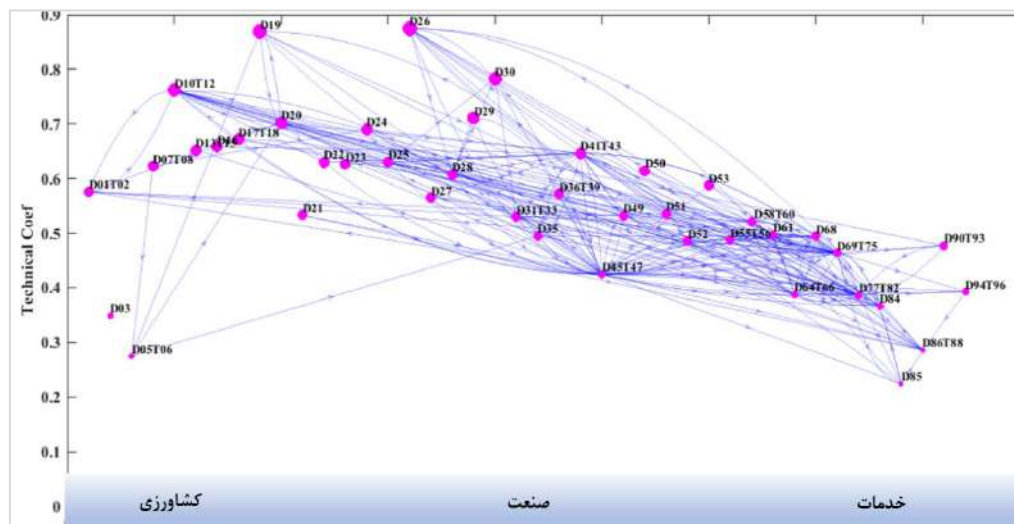 0.9
D26
D19
0.8
D30
D10T12
D29
0.7
D20
D24
D17T18
D16
D41T43
D22
D23
D25
D50
D07T08
0.6
D28
D53
D01T02
D36T39
D27
D21
D31T33
D49
D51
D58T60
0.5
D35
D52
D55T56
D61
D68
D69T75
D90T93
D45T47
0.4
D64T66
D77T82
D84
D94T96
D03
0.3
D05T06
D86T88
D85
0.2
0.1
0
Technical Coef
کشاورزی
صنعت
خدمات